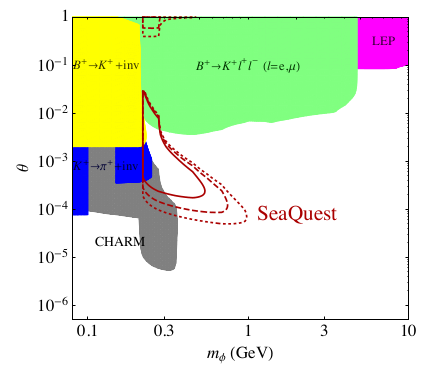 1
10⁻¹
10⁻²
10⁻³
10⁻⁴
10⁻⁵
10⁻⁶
θ
B⁺→K⁺+inv
B⁺→K⁺l⁺l⁻ (l=e,μ)
LEP
K⁺→π⁺+inv
SeaQuest
CHARM
0.1 0.3 1 3 10
m_ϕ (GeV)